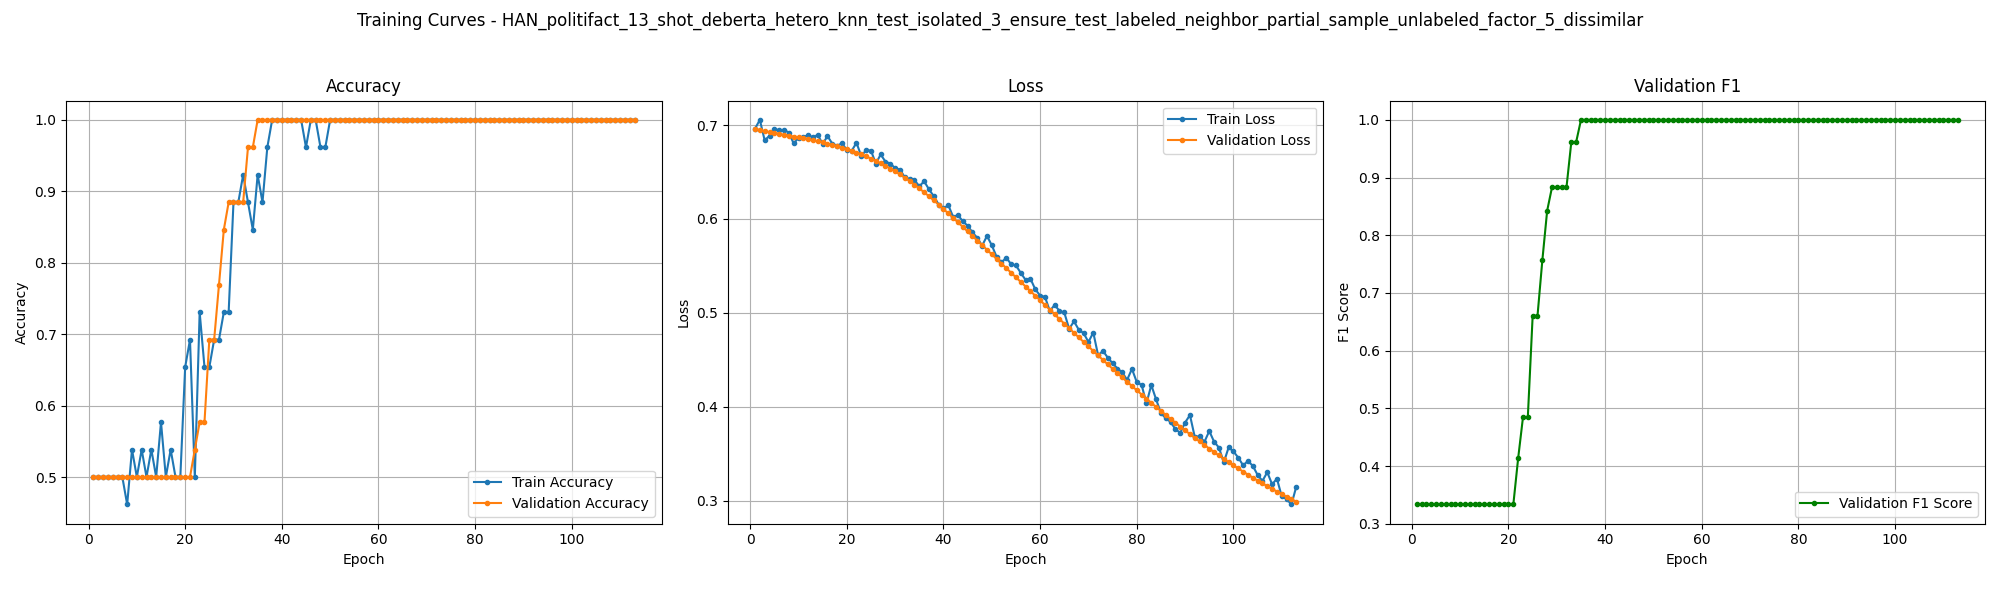 Training Curves - HAN_politifact_13_shot_deberta_hetero_knn_test_isolated_3_ensure_test_labeled_neighbor_partial_sample_unlabeled_factor_5_dissimilar
Accuracy
Accuracy
1.0
0.9
0.8
0.7
0.6
0.5
0 20 40 60 80 100
Epoch
Train Accuracy
Validation Accuracy
Loss
Loss
0.7
0.6
0.5
0.4
0.3
0 20 40 60 80 100
Epoch
Train Loss
Validation Loss
Validation F1
F1 Score
1.0
0.9
0.8
0.7
0.6
0.5
0.4
0.3
0 20 40 60 80 100
Epoch
Validation F1 Score